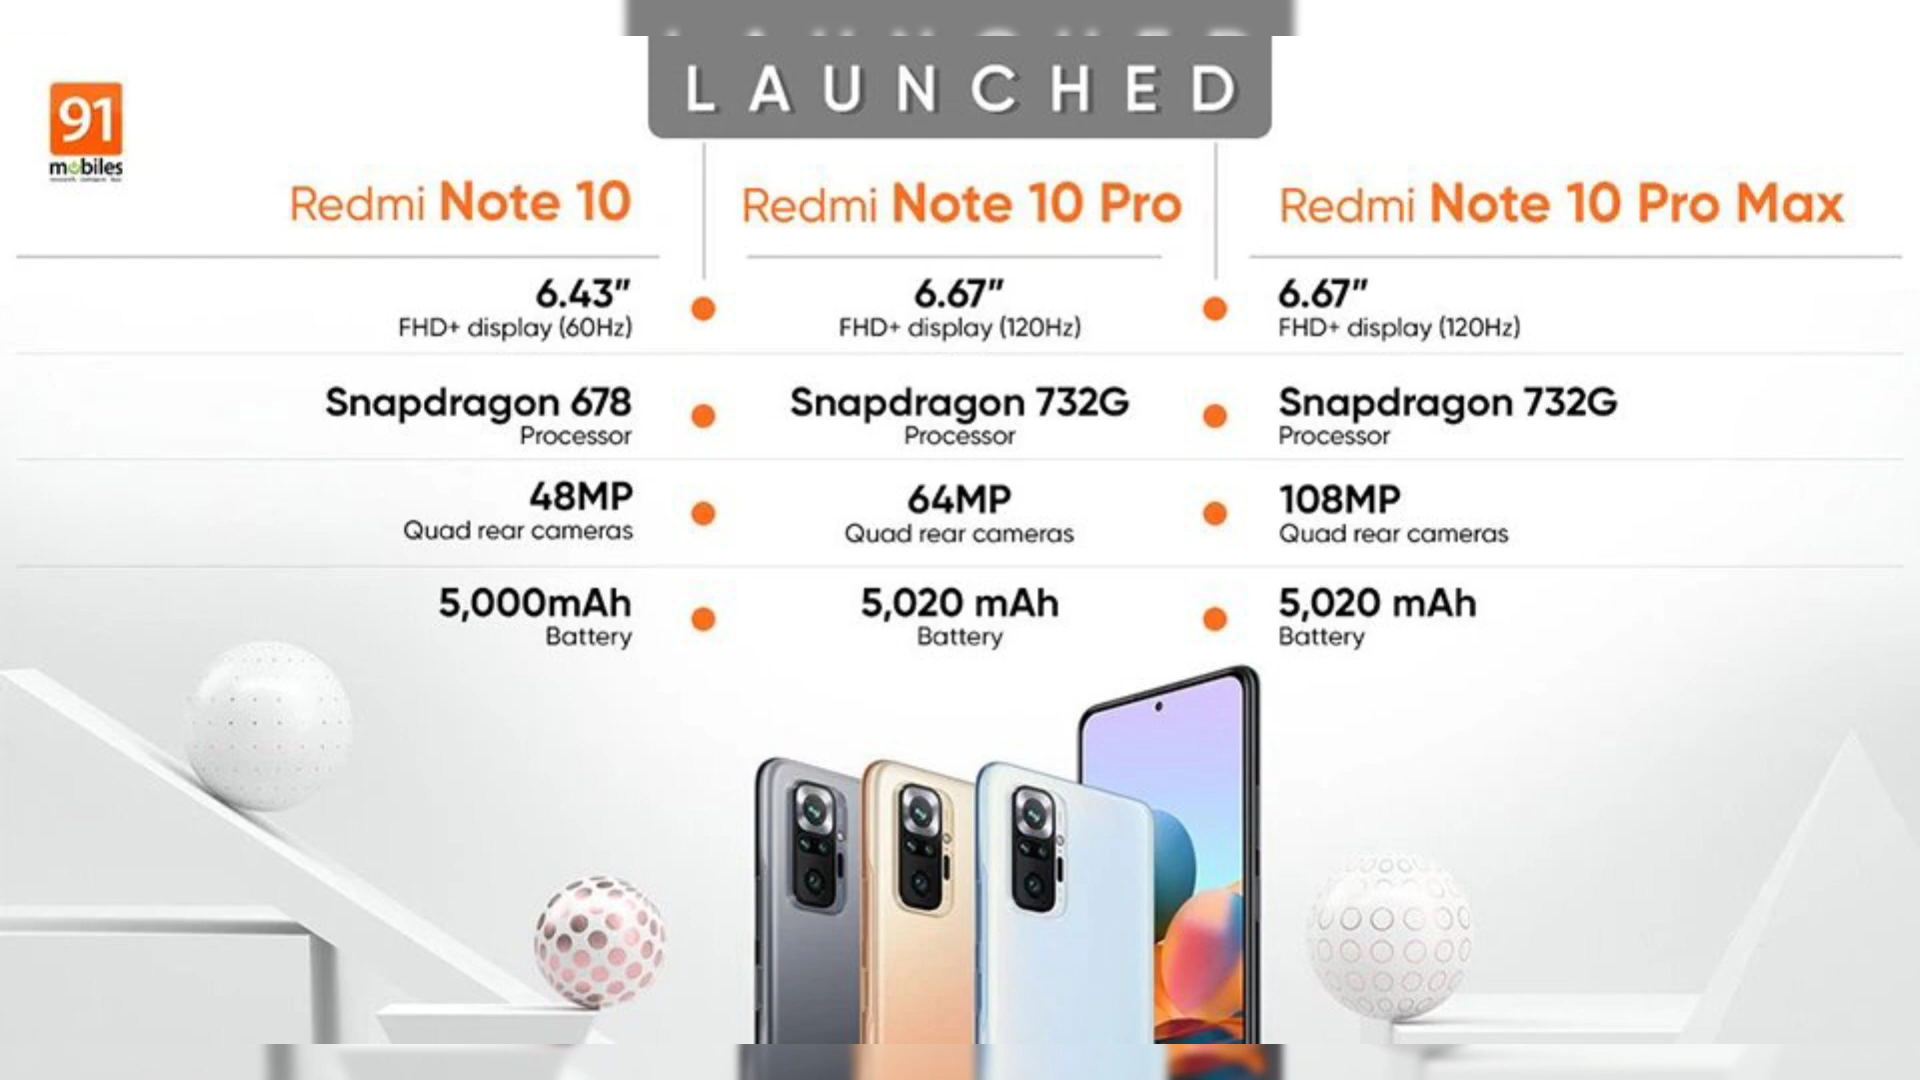 LAUNCHED
91
mobiles
Redmi Note 10
Redmi Note 10 Pro
Redmi Note 10 Pro Max
6.43"
FHD+ display (60Hz)
6.67"
FHD+ display (120Hz)
6.67"
FHD+ display (120Hz)
Snapdragon 678
Processor
Snapdragon 732G
Processor
Snapdragon 732G
Processor
48MP
Quad rear cameras
64MP
Quad rear cameras
108MP
Quad rear cameras
5,000mAh
Battery
5,020 mAh
Battery
5,020 mAh
Battery